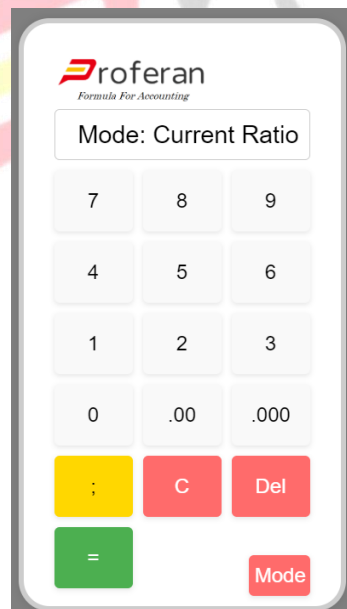 Proferan
Formula For Accounting
Mode: Current Ratio
7 8 9
4 5 6
1 2 3
0 .00 .000
; C Del
= Mode